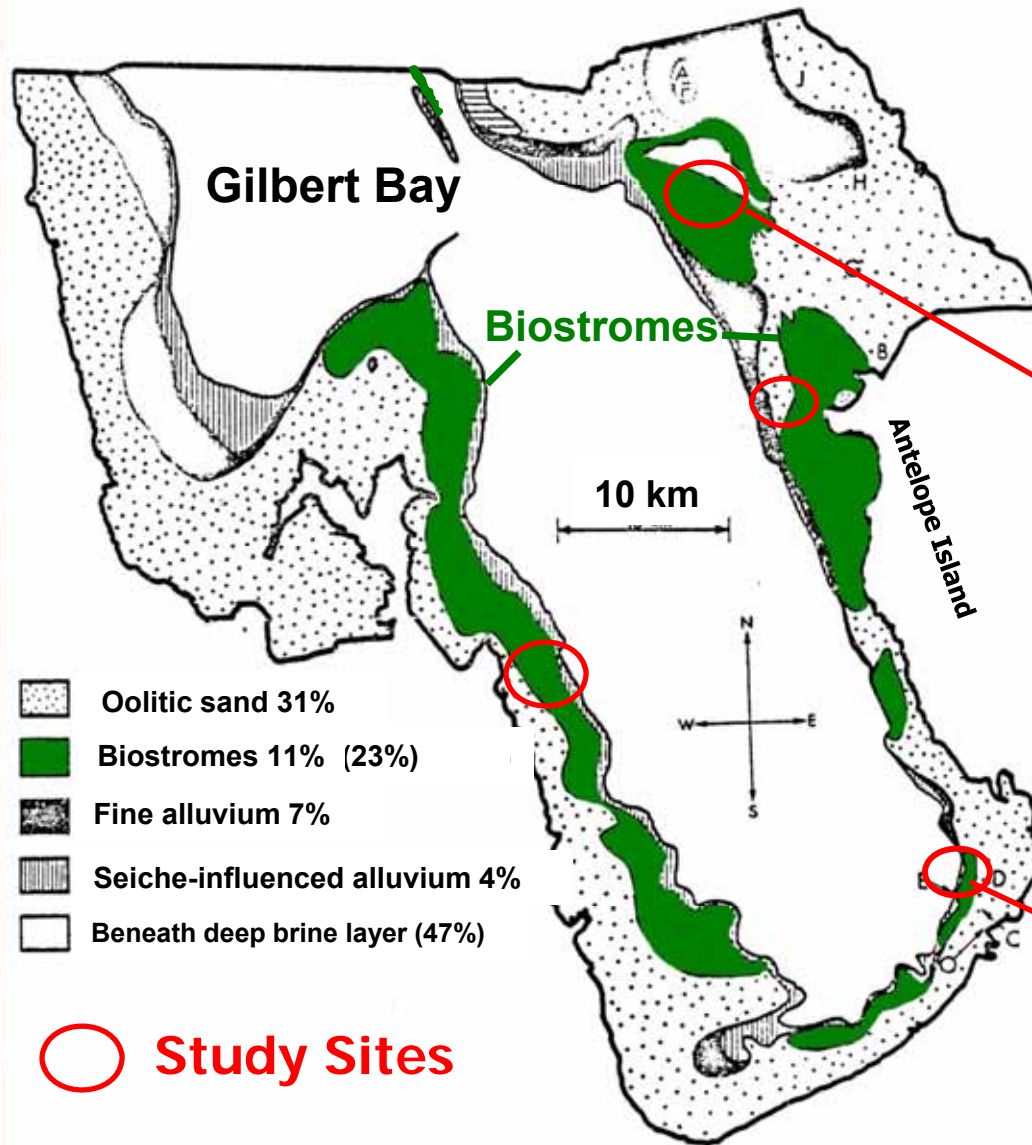 A
F
J
H
Gilbert Bay
G
Biostromes
B
Antelope Island
10 km
N
W E
S
Oolitic sand 31%
Biostromes 11% (23%)
Fine alluvium 7%
Seiche-influenced alluvium 4%
Beneath deep brine layer (47%)
E D
C
Study Sites